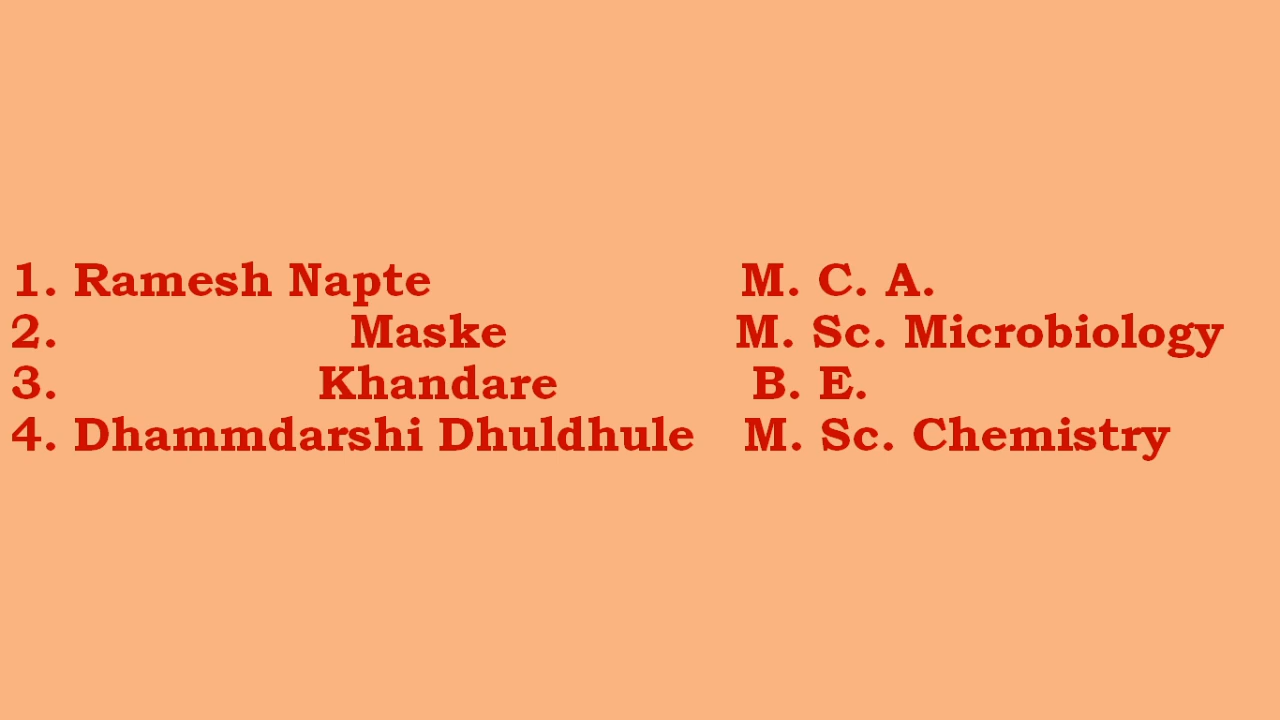 1. Ramesh Napte M. C. A.
2. Maske M. Sc. Microbiology
3. Khandare B. E.
4. Dhammdarshi Dhuldhule M. Sc. Chemistry